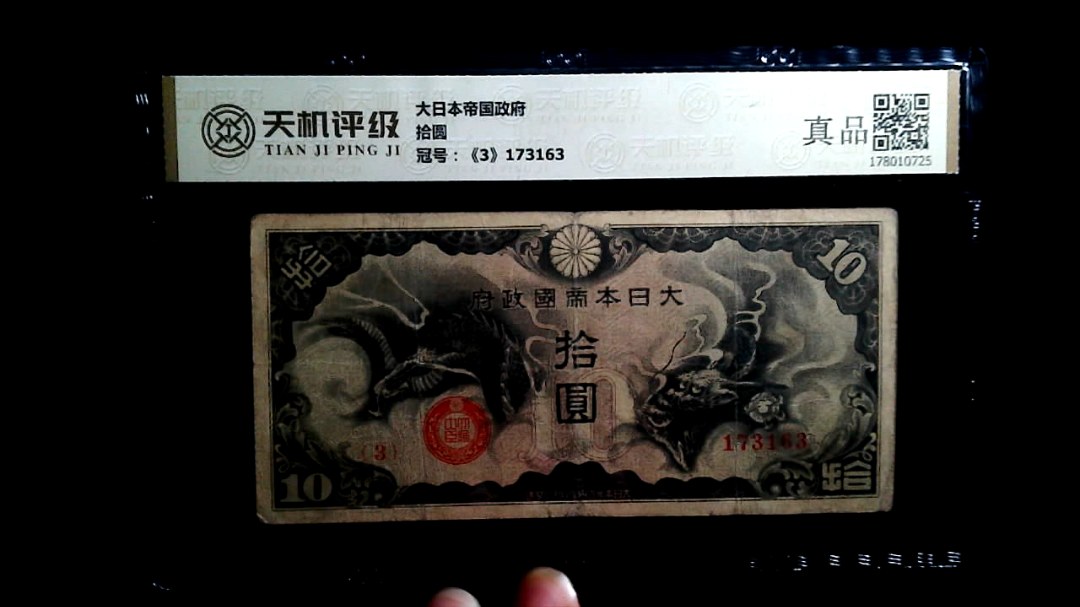 天机评级
TIAN JI PING JI
大日本帝国政府
拾圆
冠号：《3》173163
真品
178010725
拾
10
府政國帝本日大
拾
圓
(3)
173163
10
拾